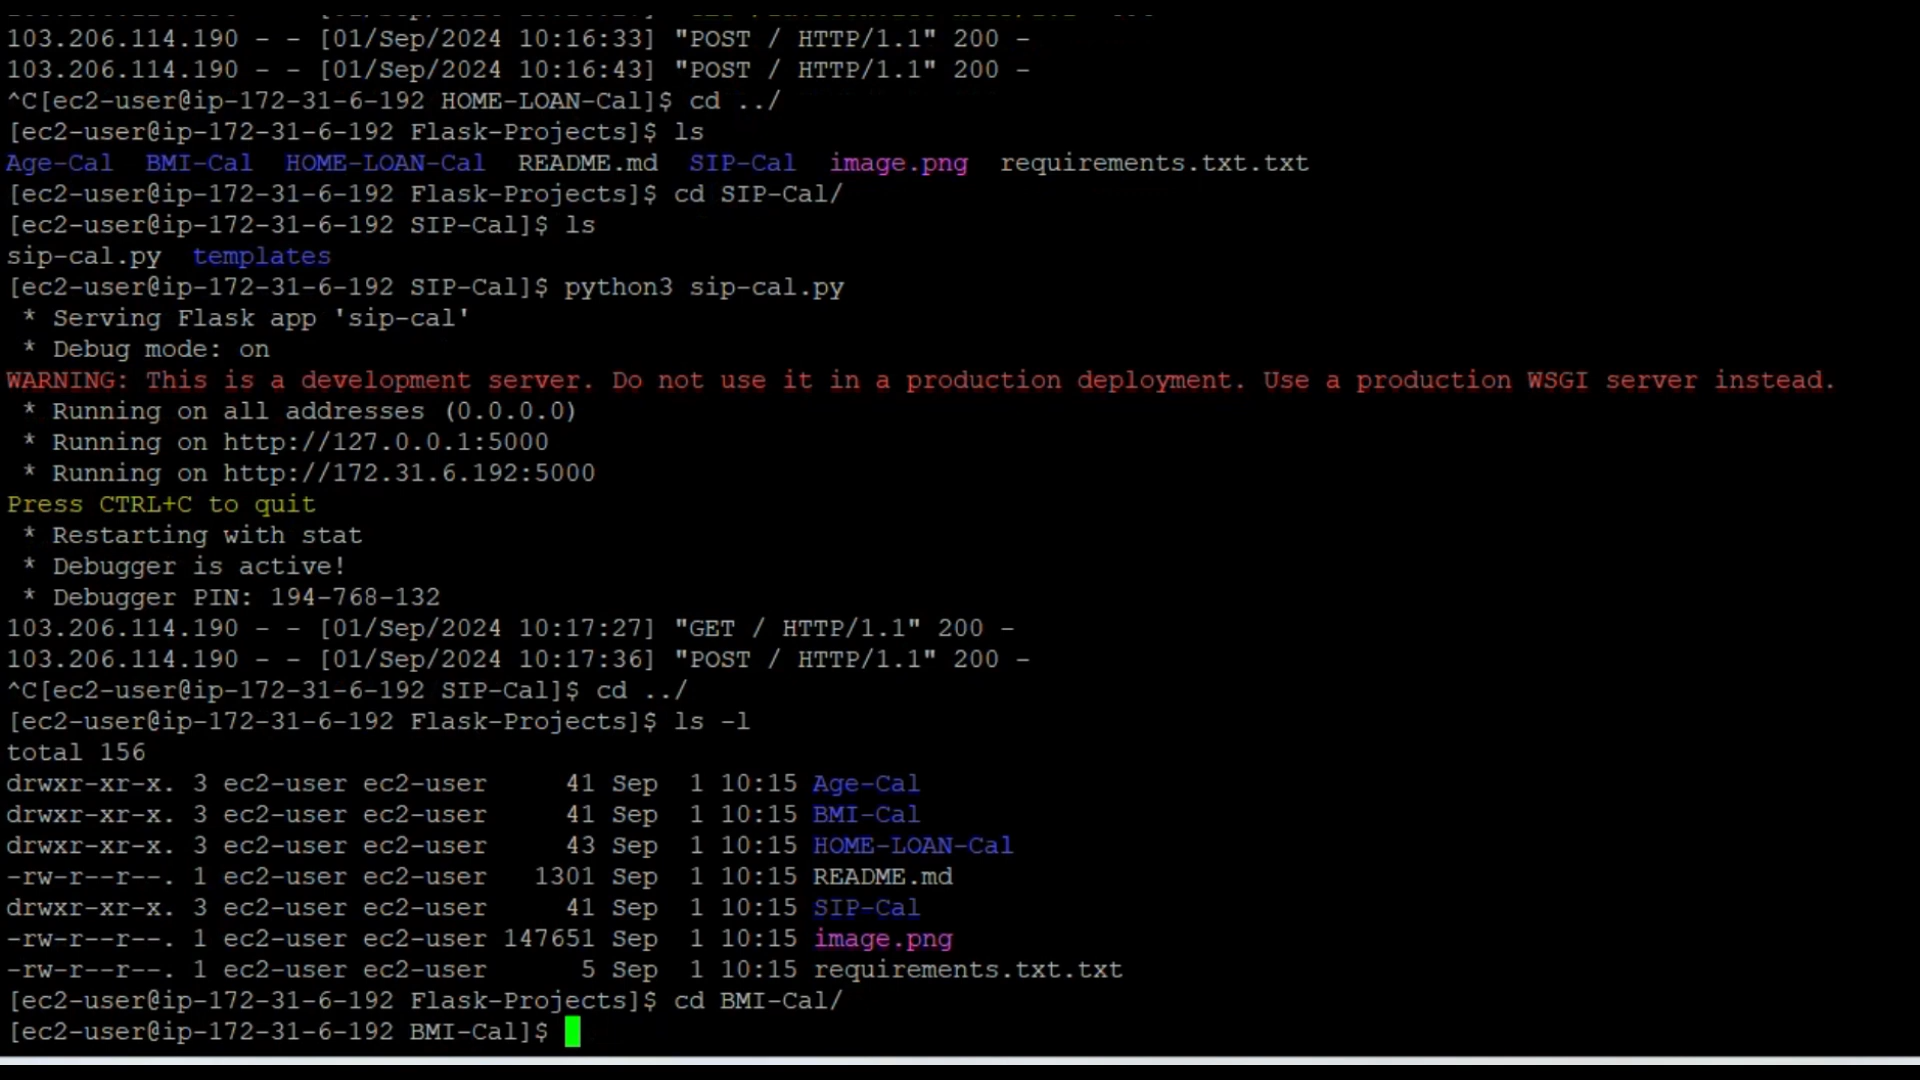 103.206.114.190 - - [01/Sep/2024 10:16:33] "POST / HTTP/1.1" 200 -
103.206.114.190 - - [01/Sep/2024 10:16:43] "POST / HTTP/1.1" 200 -
^C[ec2-user@ip-172-31-6-192 HOME-LOAN-Cal]$ cd ../
[ec2-user@ip-172-31-6-192 Flask-Projects]$ ls
Age-Cal  BMI-Cal  HOME-LOAN-Cal  README.md  SIP-Cal  image.png  requirements.txt.txt
[ec2-user@ip-172-31-6-192 Flask-Projects]$ cd SIP-Cal/
[ec2-user@ip-172-31-6-192 SIP-Cal]$ ls
sip-cal.py  templates
[ec2-user@ip-172-31-6-192 SIP-Cal]$ python3 sip-cal.py
 * Serving Flask app 'sip-cal'
 * Debug mode: on
WARNING: This is a development server. Do not use it in a production deployment. Use a production WSGI server instead.
 * Running on all addresses (0.0.0.0)
 * Running on http://127.0.0.1:5000
 * Running on http://172.31.6.192:5000
Press CTRL+C to quit
 * Restarting with stat
 * Debugger is active!
 * Debugger PIN: 194-768-132
103.206.114.190 - - [01/Sep/2024 10:17:27] "GET / HTTP/1.1" 200 -
103.206.114.190 - - [01/Sep/2024 10:17:36] "POST / HTTP/1.1" 200 -
^C[ec2-user@ip-172-31-6-192 SIP-Cal]$ cd ../
[ec2-user@ip-172-31-6-192 Flask-Projects]$ ls -l
total 156
drwxr-xr-x. 3 ec2-user ec2-user     41 Sep  1 10:15 Age-Cal
drwxr-xr-x. 3 ec2-user ec2-user     41 Sep  1 10:15 BMI-Cal
drwxr-xr-x. 3 ec2-user ec2-user     43 Sep  1 10:15 HOME-LOAN-Cal
-rw-r--r--. 1 ec2-user ec2-user   1301 Sep  1 10:15 README.md
drwxr-xr-x. 3 ec2-user ec2-user     41 Sep  1 10:15 SIP-Cal
-rw-r--r--. 1 ec2-user ec2-user 147651 Sep  1 10:15 image.png
-rw-r--r--. 1 ec2-user ec2-user      5 Sep  1 10:15 requirements.txt.txt
[ec2-user@ip-172-31-6-192 Flask-Projects]$ cd BMI-Cal/
[ec2-user@ip-172-31-6-192 BMI-Cal]$